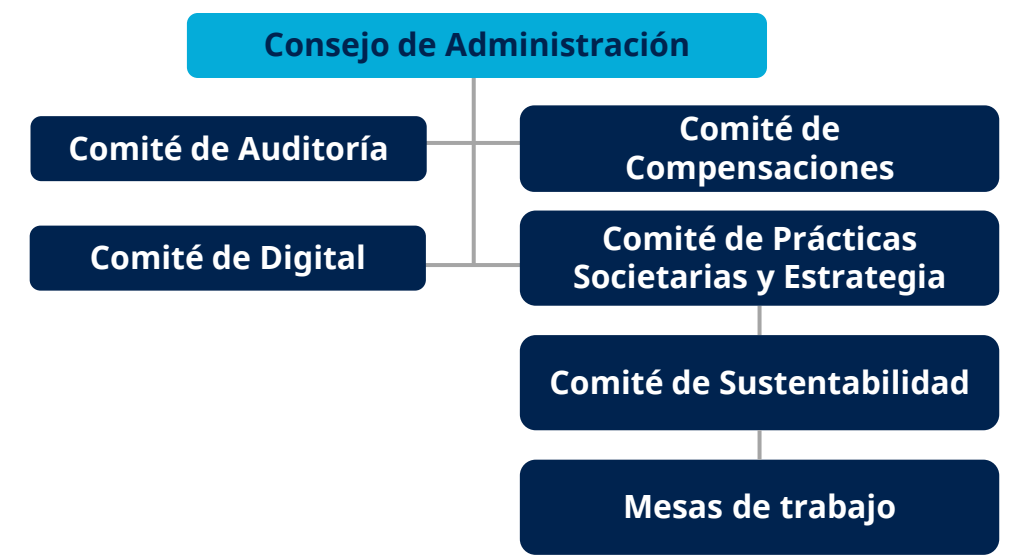 Consejo de Administración
Comité de Auditoría
Comité de
Compensaciones
Comité de Digital
Comité de Prácticas
Societarias y Estrategia
Comité de Sustentabilidad
Mesas de trabajo